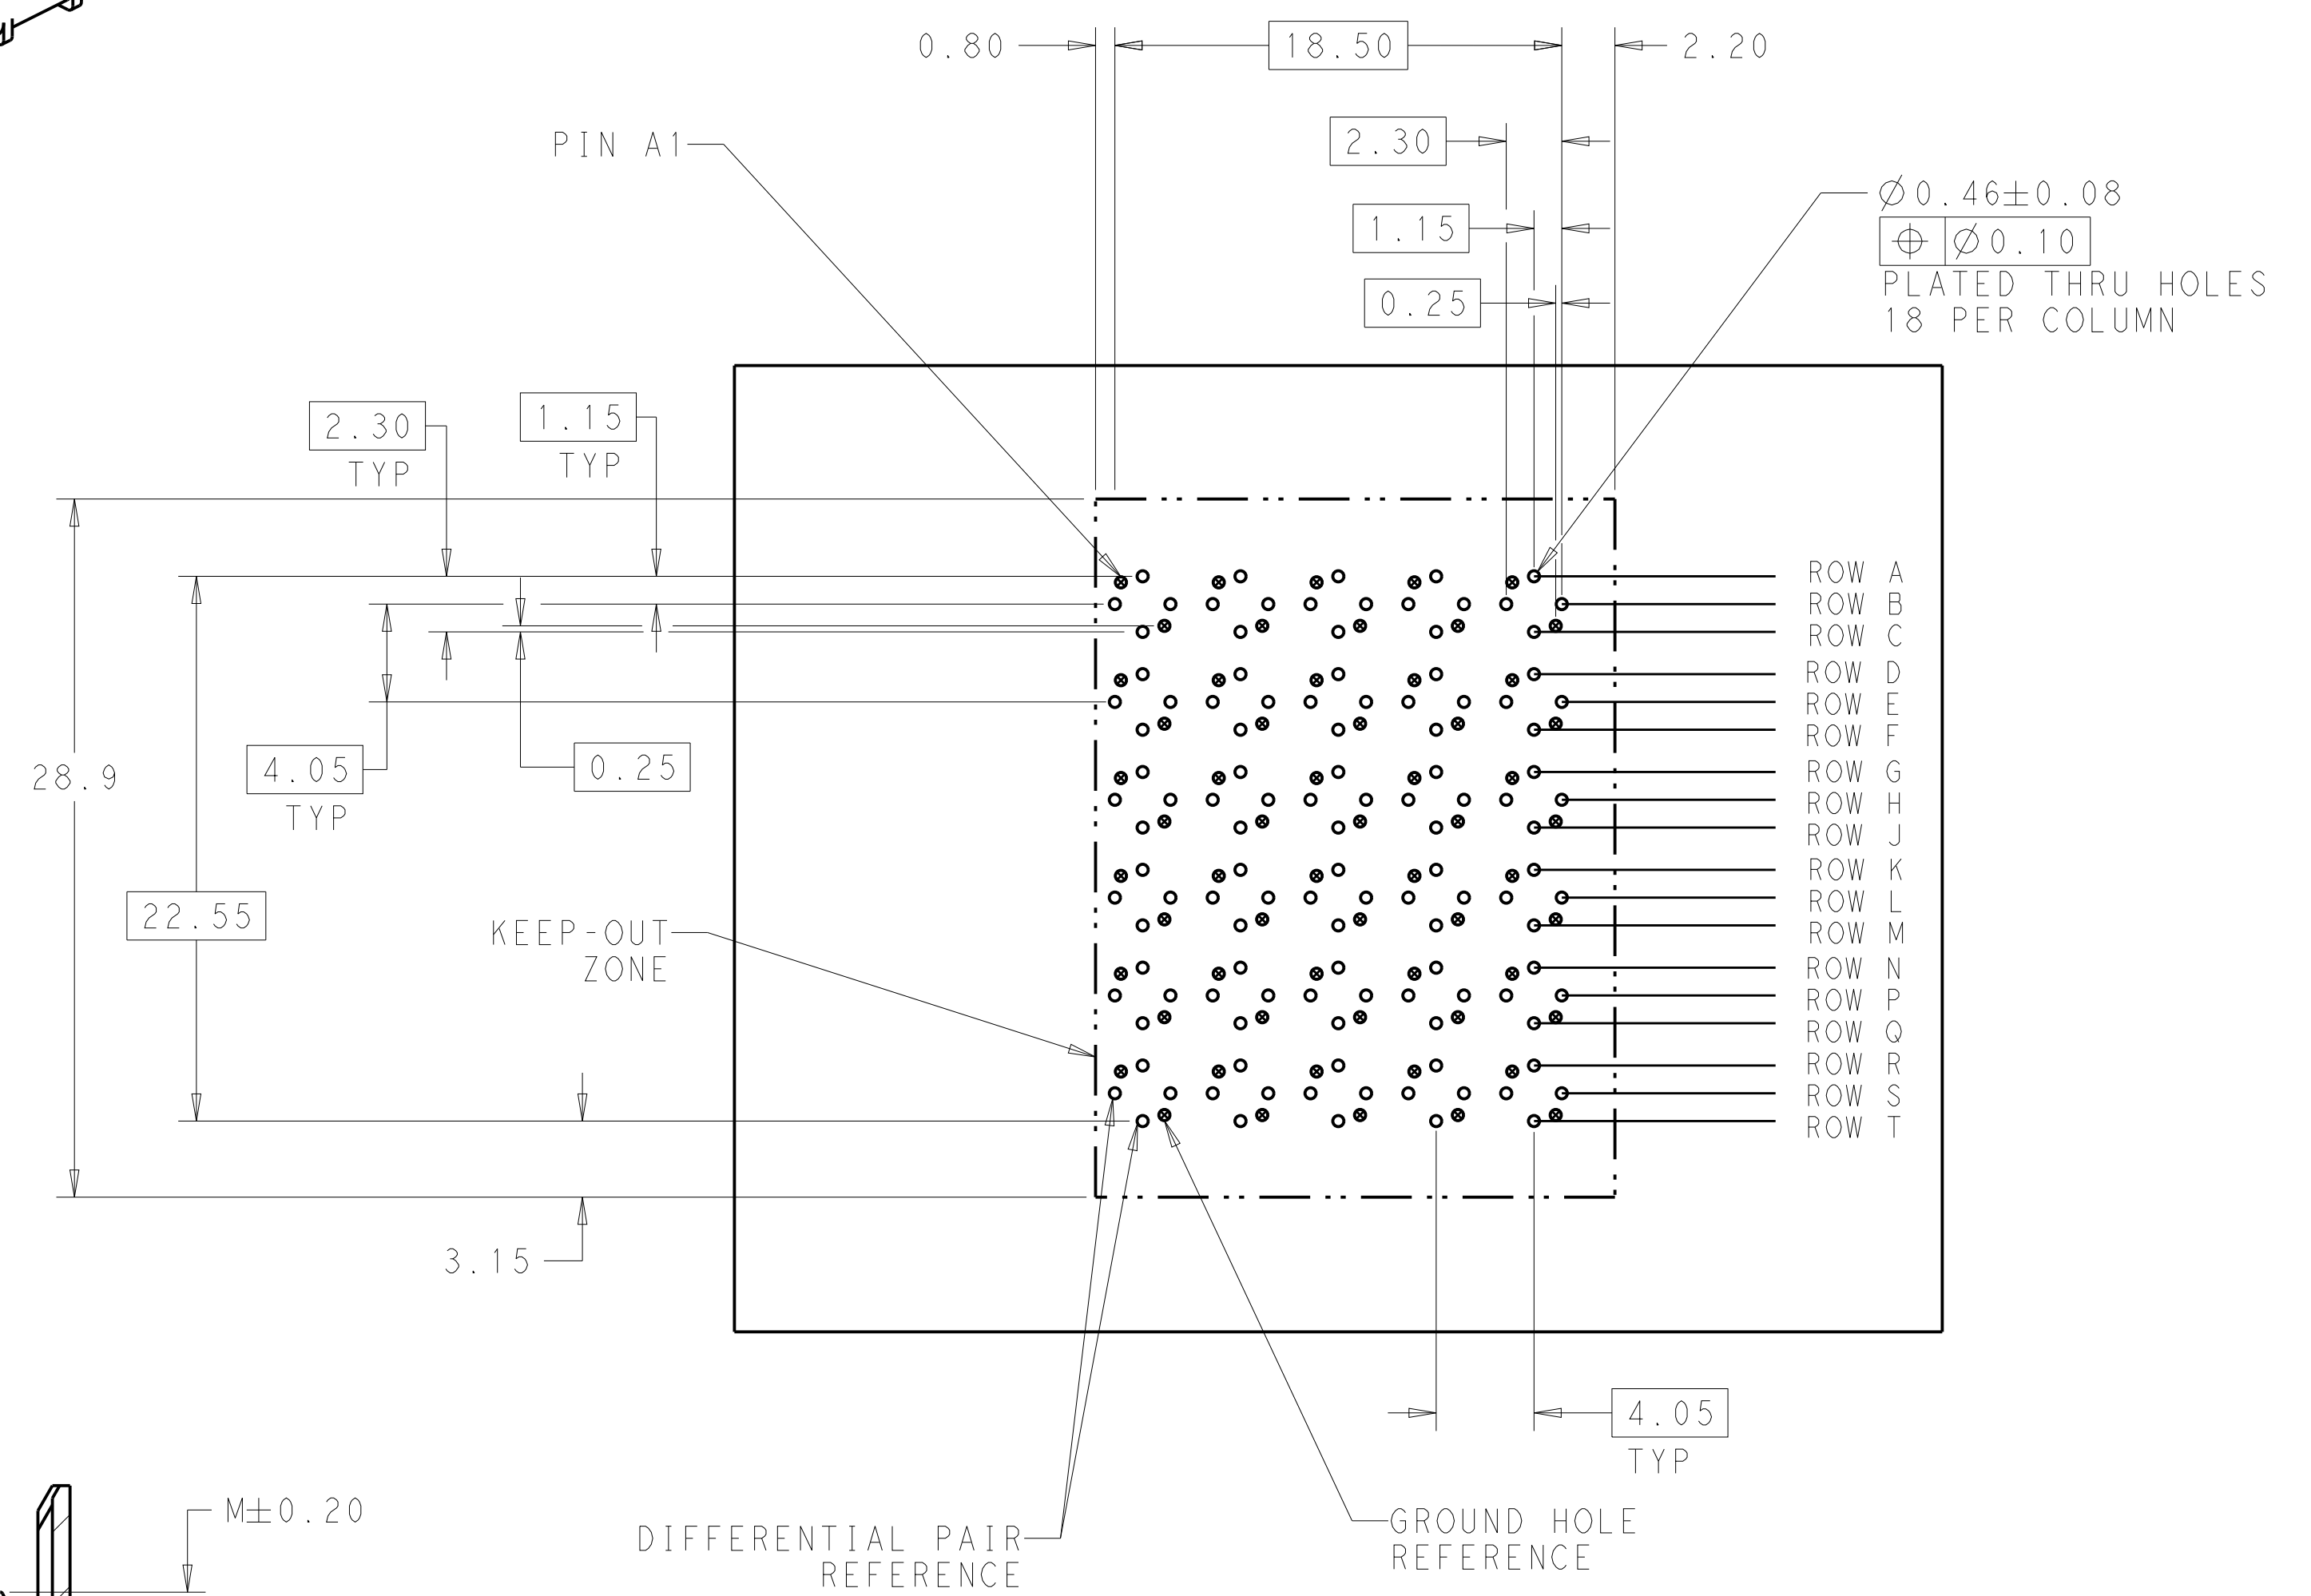 0.80
18.50
2.20
PIN A1
2.30
1.15
0.25
Ø0.46±0.08
⌖ Ø0.10
PLATED THRU HOLES
18 PER COLUMN
2.30
TYP
1.15
TYP
28.9
4.05
TYP
0.25
22.55
KEEP-OUT
ZONE
3.15
ROW A
ROW B
ROW C
ROW D
ROW E
ROW F
ROW G
ROW H
ROW J
ROW K
ROW L
ROW M
ROW N
ROW P
ROW Q
ROW R
ROW S
ROW T
4.05
TYP
M±0.20
DIFFERENTIAL PAIR
REFERENCE
GROUND HOLE
REFERENCE